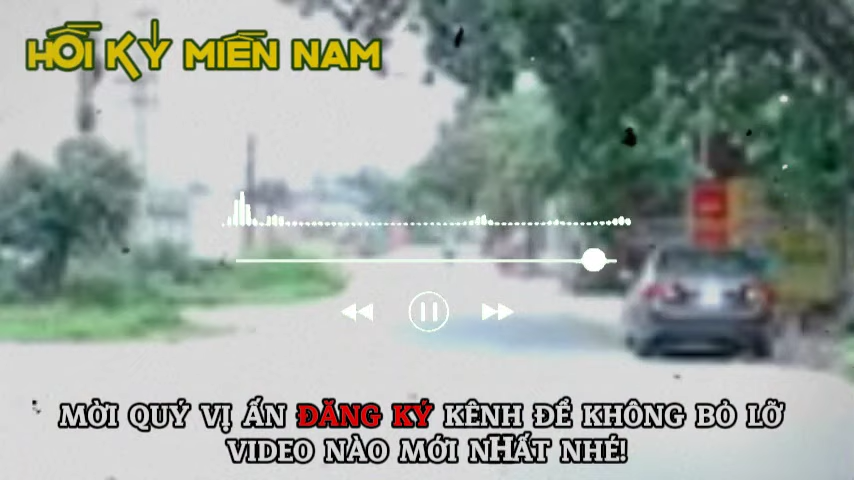 HỒI KÝ MIỀN NAM
MỜI QUÝ VỊ ẤN ĐĂNG KÝ KÊNH ĐỂ KHÔNG BỎ LỠ
VIDEO NÀO MỚI NHẤT NHÉ!